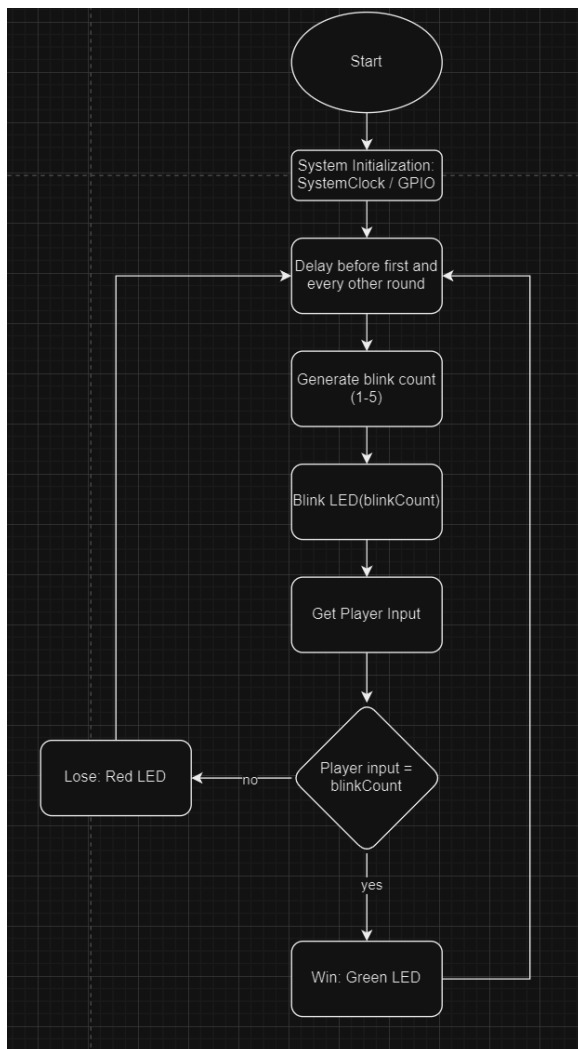 Start
System Initialization:
SystemClock / GPIO
Delay before first and
every other round
Generate blink count
(1-5)
Blink LED(blinkCount)
Get Player Input
Player input =
blinkCount
no
Lose: Red LED
yes
Win: Green LED